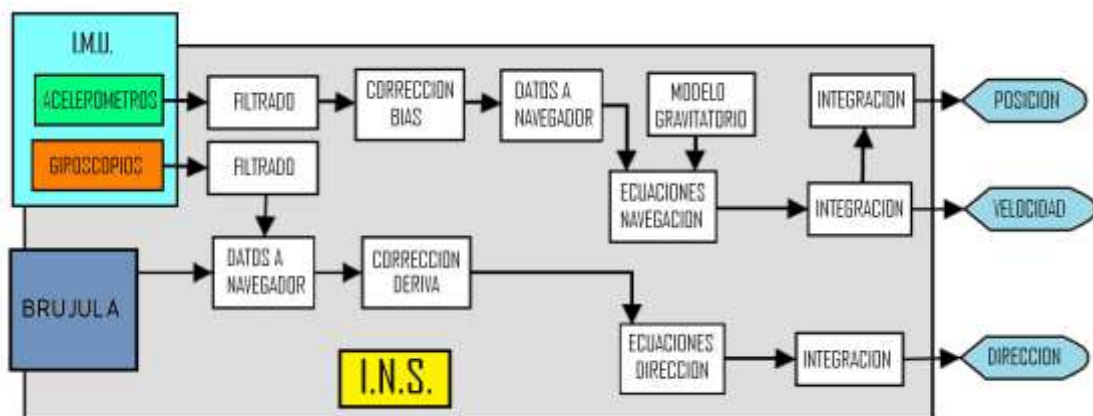 I.M.U.
ACELEROMETROS
FILTRADO
CORRECCION
BIAS
DATOS A
NAVEGADOR
MODELO
GRAVITATORIO
INTEGRACION
POSICION
GIROSCOPIOS
FILTRADO
ECUACIONES
NAVEGACION
INTEGRACION
VELOCIDAD
BRUJULA
DATOS A
NAVEGADOR
CORRECCION
DERIVA
ECUACIONES
DIRECCION
INTEGRACION
DIRECCION
I.N.S.